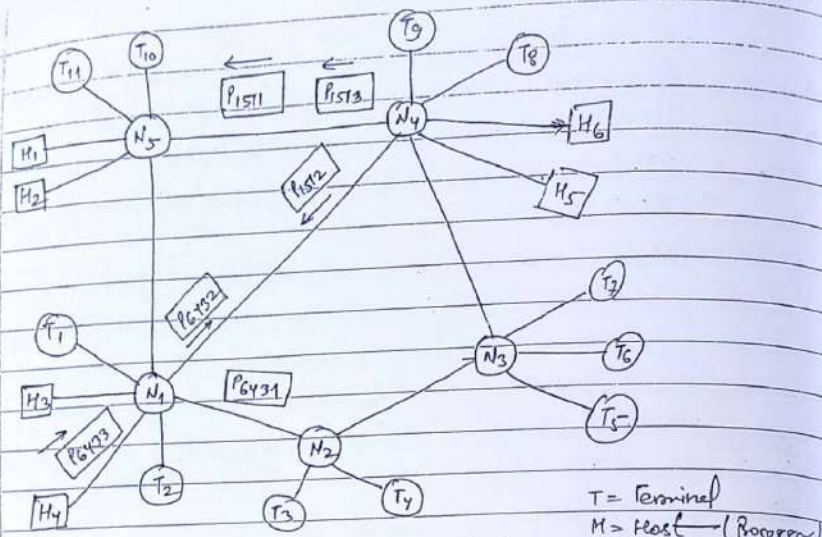 T9
T10
T8
T11
P1511
P1513
N4
N5
H6
H1
P1512
H2
H5
T7
P6432
T1
N3
T6
P6431
H3
N1
T5
P6433
N2
T2
T4
H4
T3
T = Terminal
H = Host